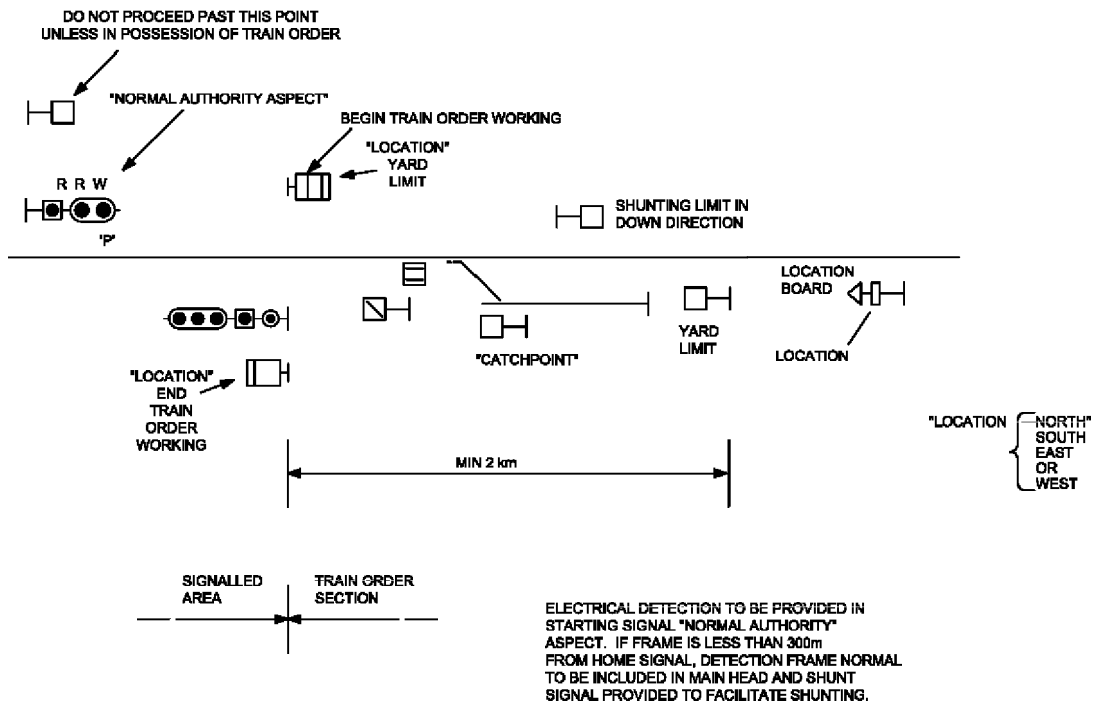 DO NOT PROCEED PAST THIS POINT
UNLESS IN POSSESSION OF TRAIN ORDER
"NORMAL AUTHORITY ASPECT"
BEGIN TRAIN ORDER WORKING
"LOCATION"
YARD
LIMIT
R R W
'P'
SHUNTING LIMIT IN
DOWN DIRECTION
LOCATION
BOARD
LOCATION
YARD
LIMIT
"CATCHPOINT"
"LOCATION"
END
TRAIN
ORDER
WORKING
"LOCATION NORTH"
SOUTH
EAST
OR
WEST
MIN 2 km
SIGNALLED
AREA
TRAIN ORDER
SECTION
ELECTRICAL DETECTION TO BE PROVIDED IN
STARTING SIGNAL "NORMAL AUTHORITY"
ASPECT. IF FRAME IS LESS THAN 300m
FROM HOME SIGNAL, DETECTION FRAME NORMAL
TO BE INCLUDED IN MAIN HEAD AND SHUNT
SIGNAL PROVIDED TO FACILITATE SHUNTING.